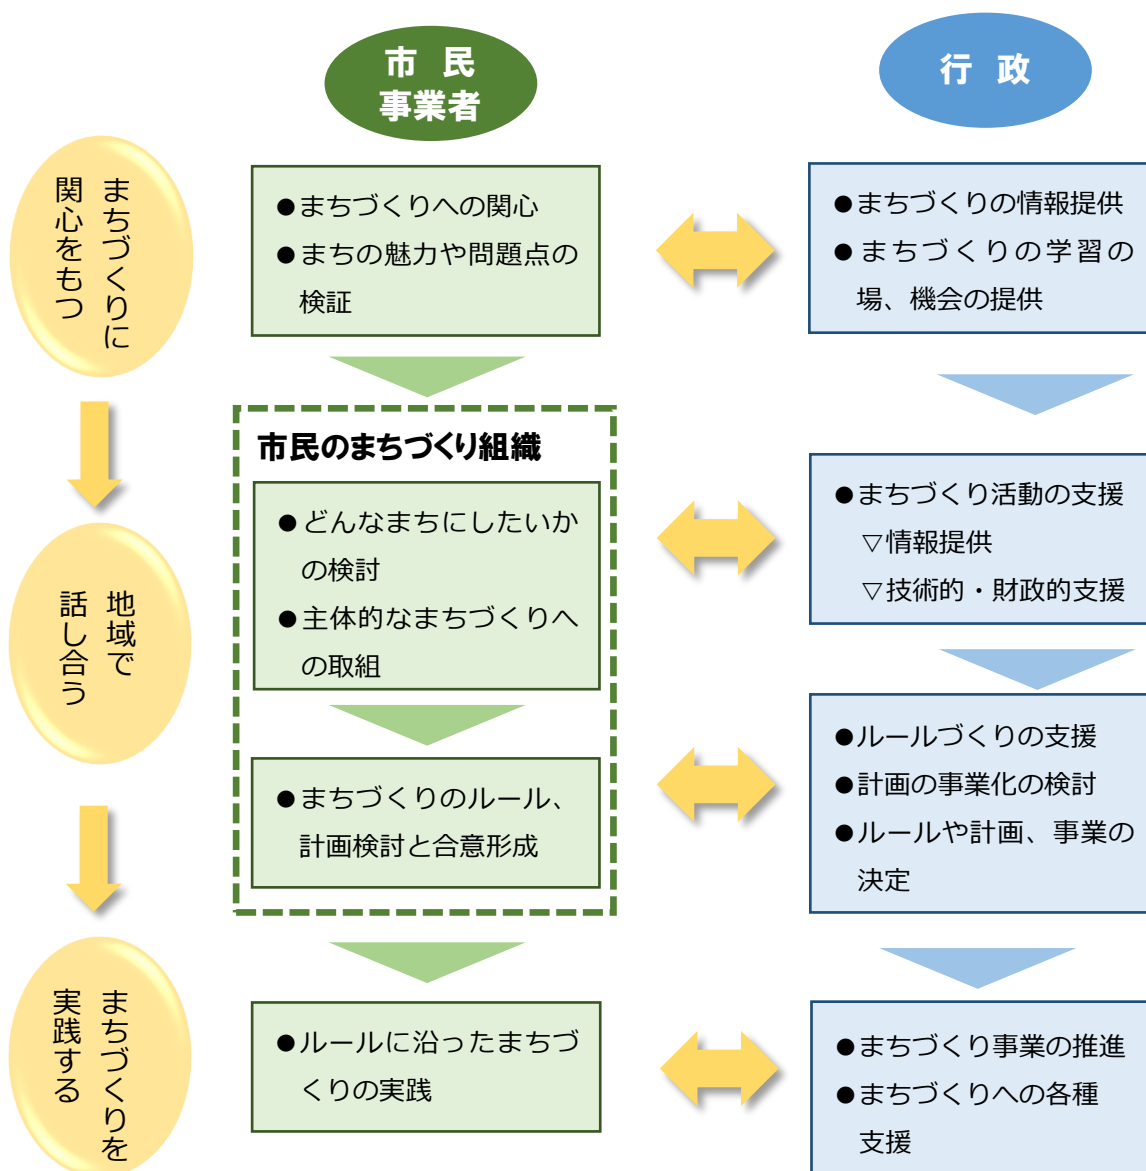 市 民
事業者
行 政
まちづくりに
関心をもつ
●まちづくりへの関心
●まちの魅力や問題点の
検証
●まちづくりの情報提供
●まちづくりの学習の
場、機会の提供
地域で
話し合う
市民のまちづくり組織
●どんなまちにしたいか
の検討
●主体的なまちづくりへ
の取組
●まちづくり活動の支援
▽情報提供
▽技術的・財政的支援
●まちづくりのルール、
計画検討と合意形成
●ルールづくりの支援
●計画の事業化の検討
●ルールや計画、事業の
決定
まちづくりを
実践する
●ルールに沿ったまちづ
くりの実践
●まちづくり事業の推進
●まちづくりへの各種
支援